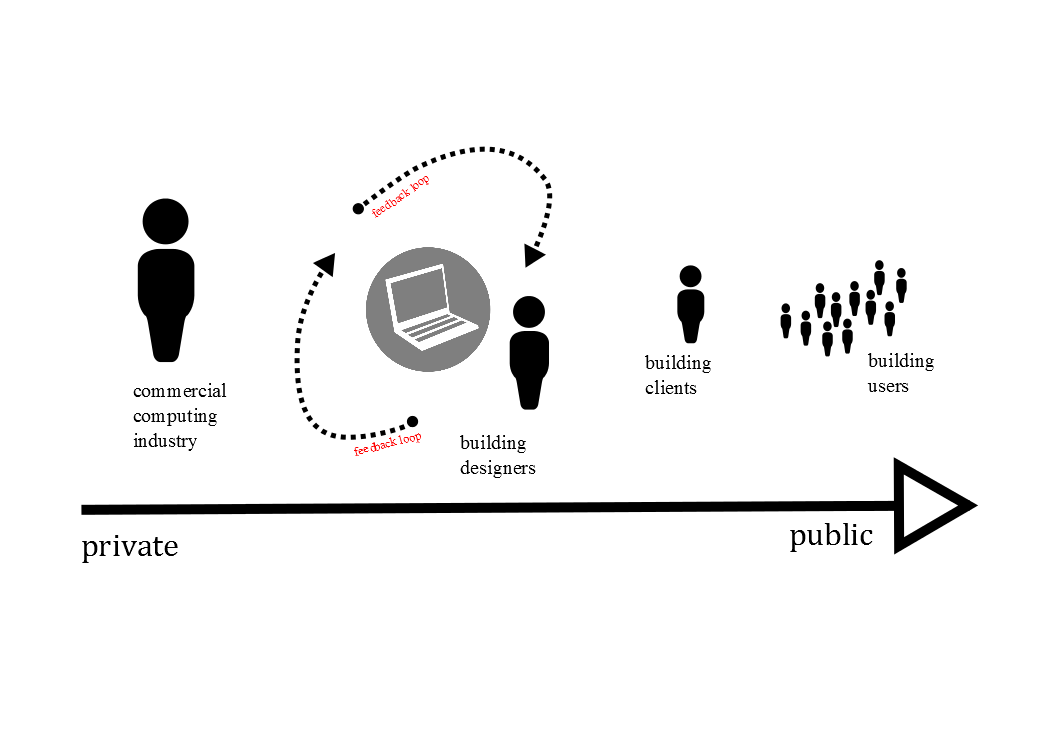 feedback loop
commercial
computing
industry
feedback loop
building
designers
building
clients
building
users
private
public